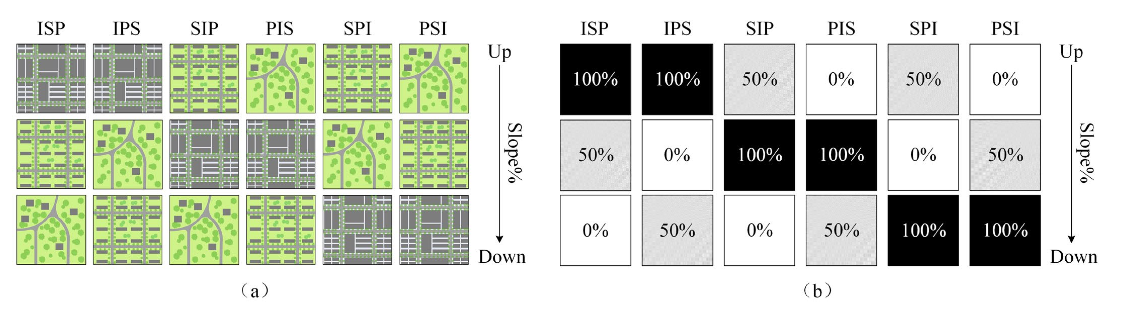 ISP IPS SIP PIS SPI PSI
Up
Slope%
Down
(a)
ISP IPS SIP PIS SPI PSI
Up
100% 100% 50% 0% 50% 0%
50% 0% 100% 100% 0% 50%
Slope%
0% 50% 0% 50% 100% 100%
Down
(b)